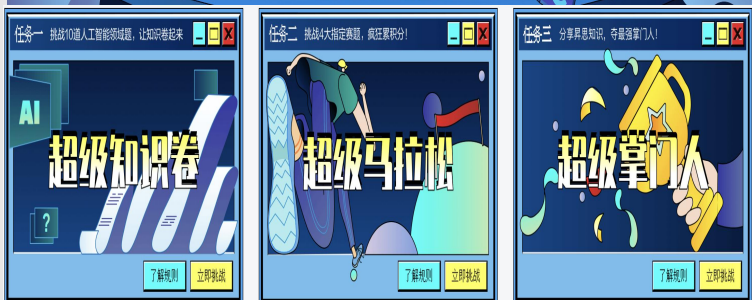 任务一 挑战10道人工智能领域题，让知识卷起来
AI
超级知识卷
?
了解规则 立即挑战
任务二 挑战4大指定赛题，疯狂累积分！
超级马拉松
了解规则 立即挑战
任务三 分享昇思知识，夺最强掌门人！
超级掌门人
了解规则 立即挑战